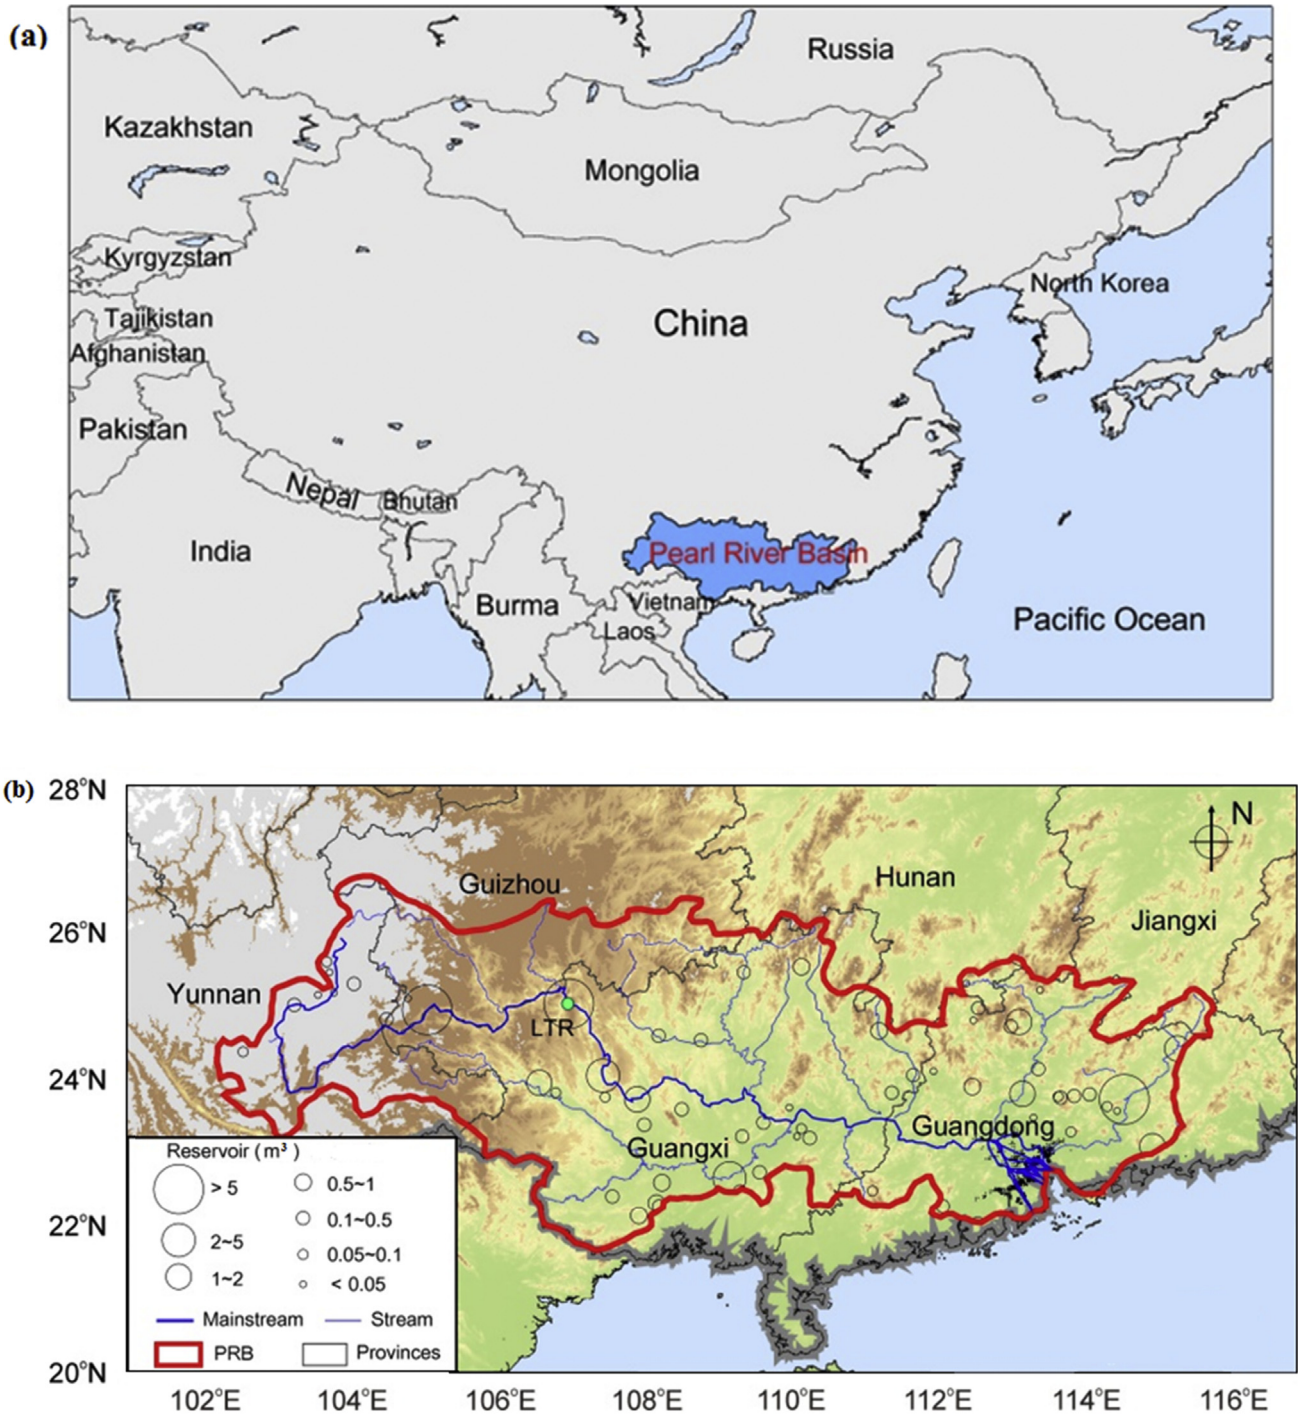 (a)
Russia
Kazakhstan
Mongolia
Kyrgyzstan
North Korea
Tajikistan
China
Afghanistan
Pakistan
Nepal
Bhutan
India
Pearl River Basin
Burma
Vietnam
Laos
Pacific Ocean
(b)
28°N
N
Guizhou
Hunan
26°N
Jiangxi
Yunnan
LTR
24°N
Guangdong
Guangxi
22°N
20°N
Reservoir (m³)
> 5
0.5~1
2~5
0.1~0.5
1~2
0.05~0.1
< 0.05
Mainstream
Stream
PRB
Provinces
102°E 104°E 106°E 108°E 110°E 112°E 114°E 116°E